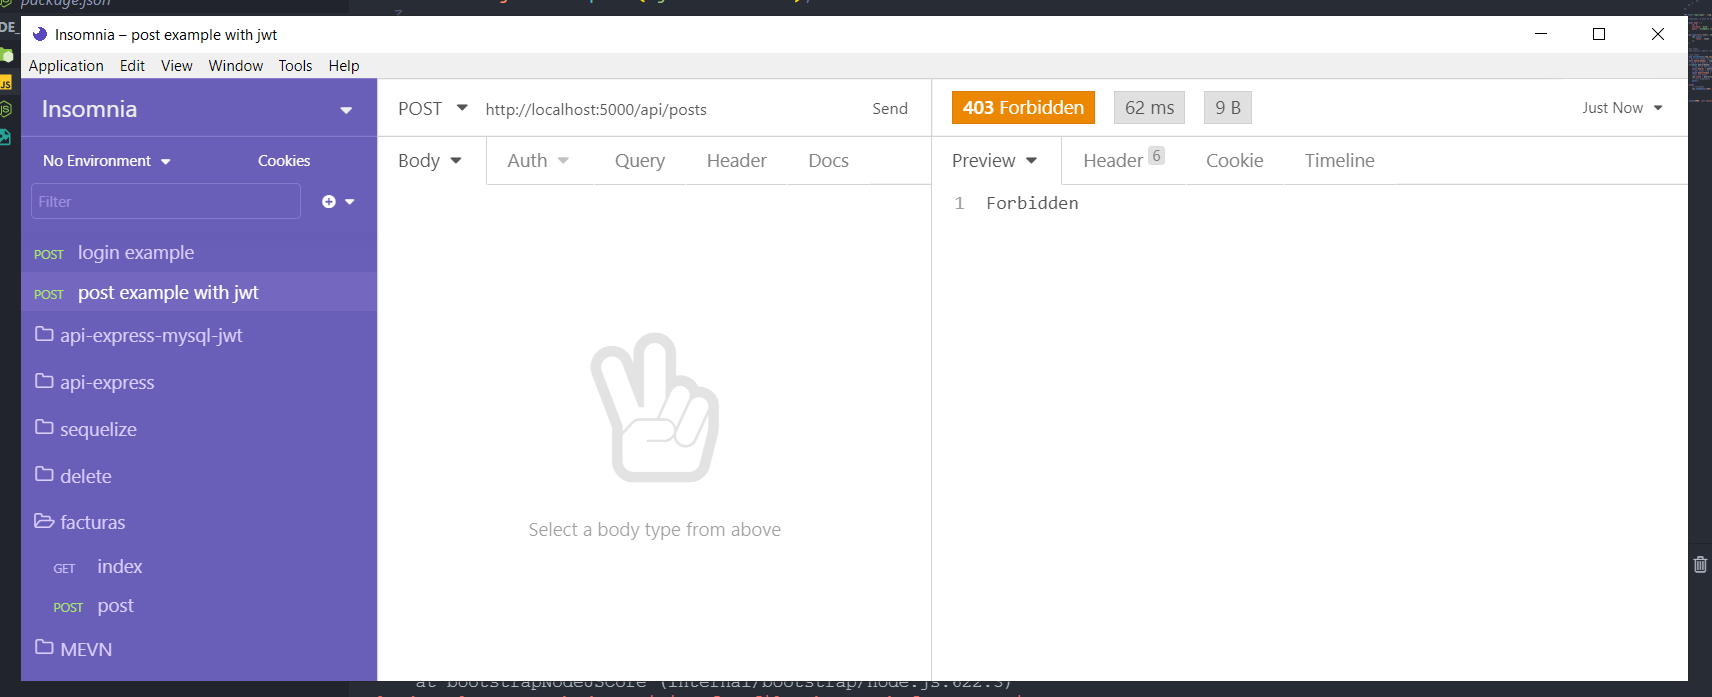 package.json
Insomnia – post example with jwt
Application Edit View Window Tools Help
Insomnia
POST http://localhost:5000/api/posts Send
403 Forbidden 62 ms 9 B Just Now
No Environment Cookies
Body Auth Query Header Docs
Preview Header 6 Cookie Timeline
Filter
1 Forbidden
POST login example
POST post example with jwt
api-express-mysql-jwt
api-express
sequelize
delete
facturas
GET index
POST post
MEVN
Select a body type from above
at bootstrapNodeJSCore (internal/bootstrap/node.js:622:3)